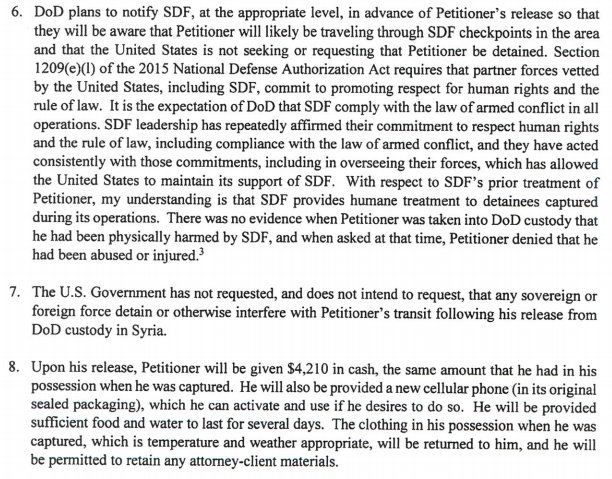 6. DoD plans to notify SDF, at the appropriate level, in advance of Petitioner's release so that
they will be aware that Petitioner will likely be traveling through SDF checkpoints in the area
and that the United States is not seeking or requesting that Petitioner be detained. Section
1209(e)(l) of the 2015 National Defense Authorization Act requires that partner forces vetted
by the United States, including SDF, commit to promoting respect for human rights and the
rule of law. It is the expectation of DoD that SDF comply with the law of armed conflict in all
operations. SDF leadership has repeatedly affirmed their commitment to respect human rights
and the rule of law, including compliance with the law of armed conflict, and they have acted
consistently with those commitments, including in overseeing their forces, which has allowed
the United States to maintain its support of SDF. With respect to SDF's prior treatment of
Petitioner, my understanding is that SDF provides humane treatment to detainees captured
during its operations. There was no evidence when Petitioner was taken into DoD custody that
he had been physically harmed by SDF, and when asked at that time, Petitioner denied that he
had been abused or injured.³
7. The U.S. Government has not requested, and does not intend to request, that any sovereign or
foreign force detain or otherwise interfere with Petitioner's transit following his release from
DoD custody in Syria.
8. Upon his release, Petitioner will be given $4,210 in cash, the same amount that he had in his
possession when he was captured. He will also be provided a new cellular phone (in its original
sealed packaging), which he can activate and use if he desires to do so. He will be provided
sufficient food and water to last for several days. The clothing in his possession when he was
captured, which is temperature and weather appropriate, will be returned to him, and he will
be permitted to retain any attorney-client materials.